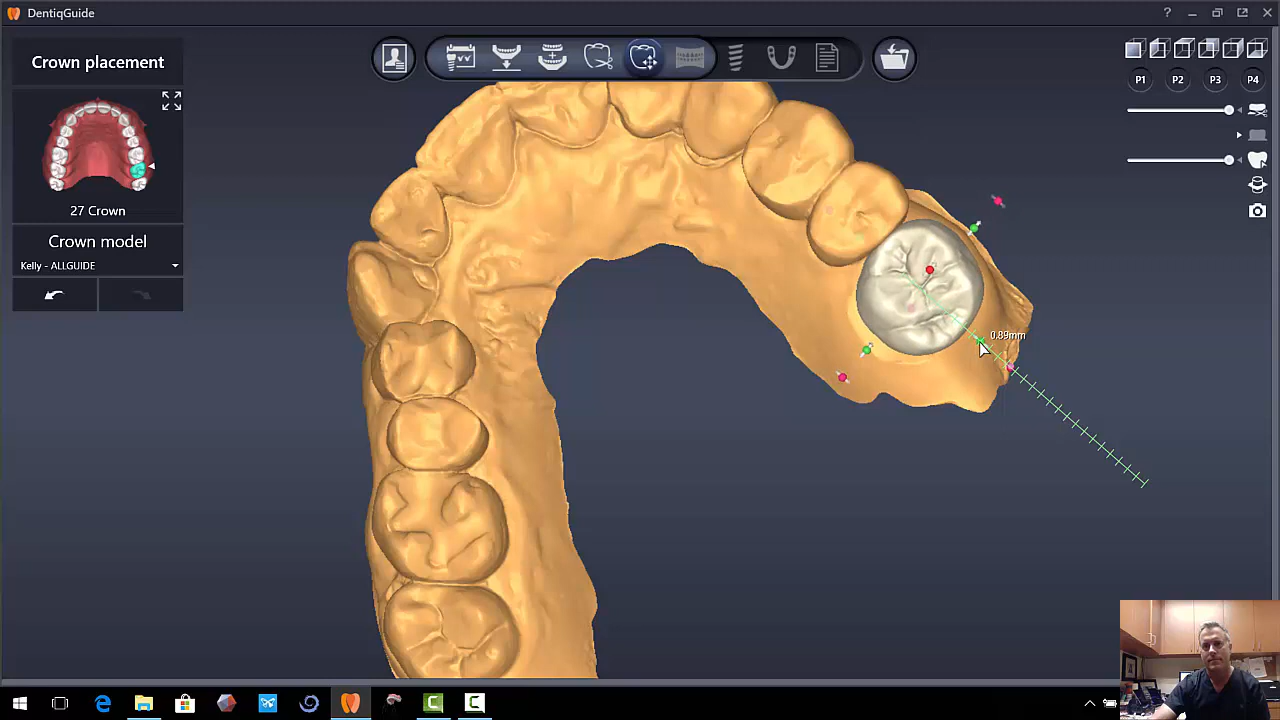 DentiqGuide
?
Crown placement
27 Crown
Crown model
Kelly - ALLGUIDE
P1 P2 P3 P4
0.89mm